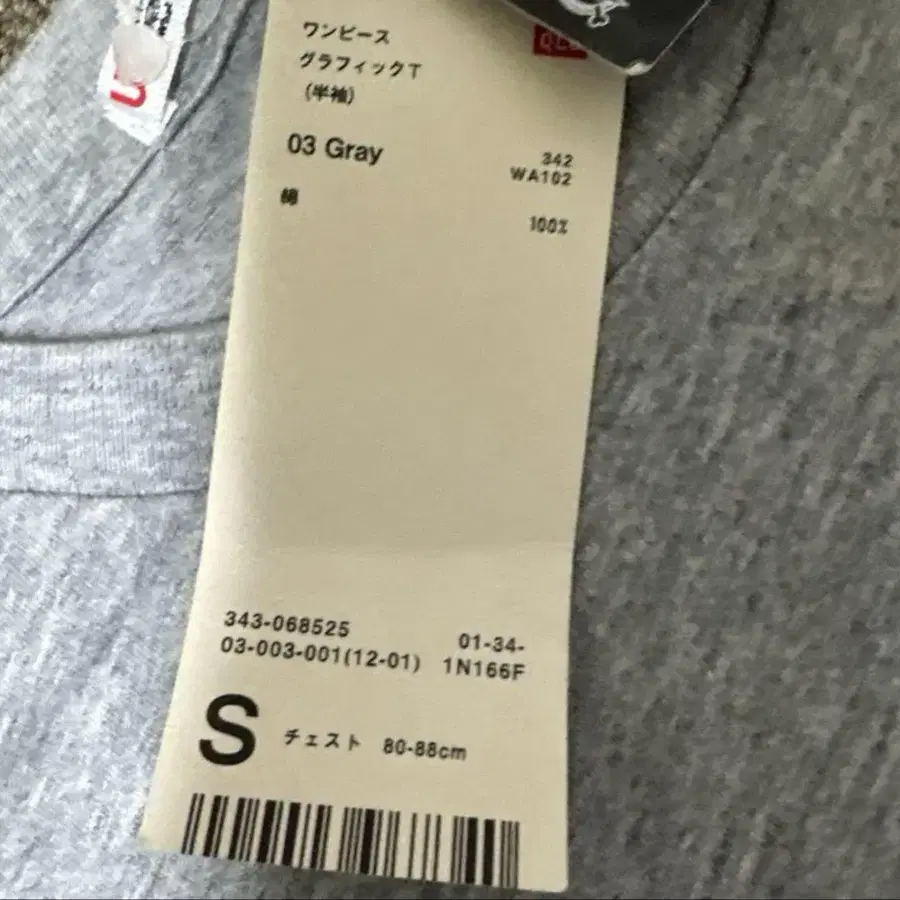 ワンピース
グラフィックT
(半袖)
03 Gray
342
WA102
綿 100%
343-068525 01-34-
03-003-001(12-01) 1N166F
S チェスト 80-88cm